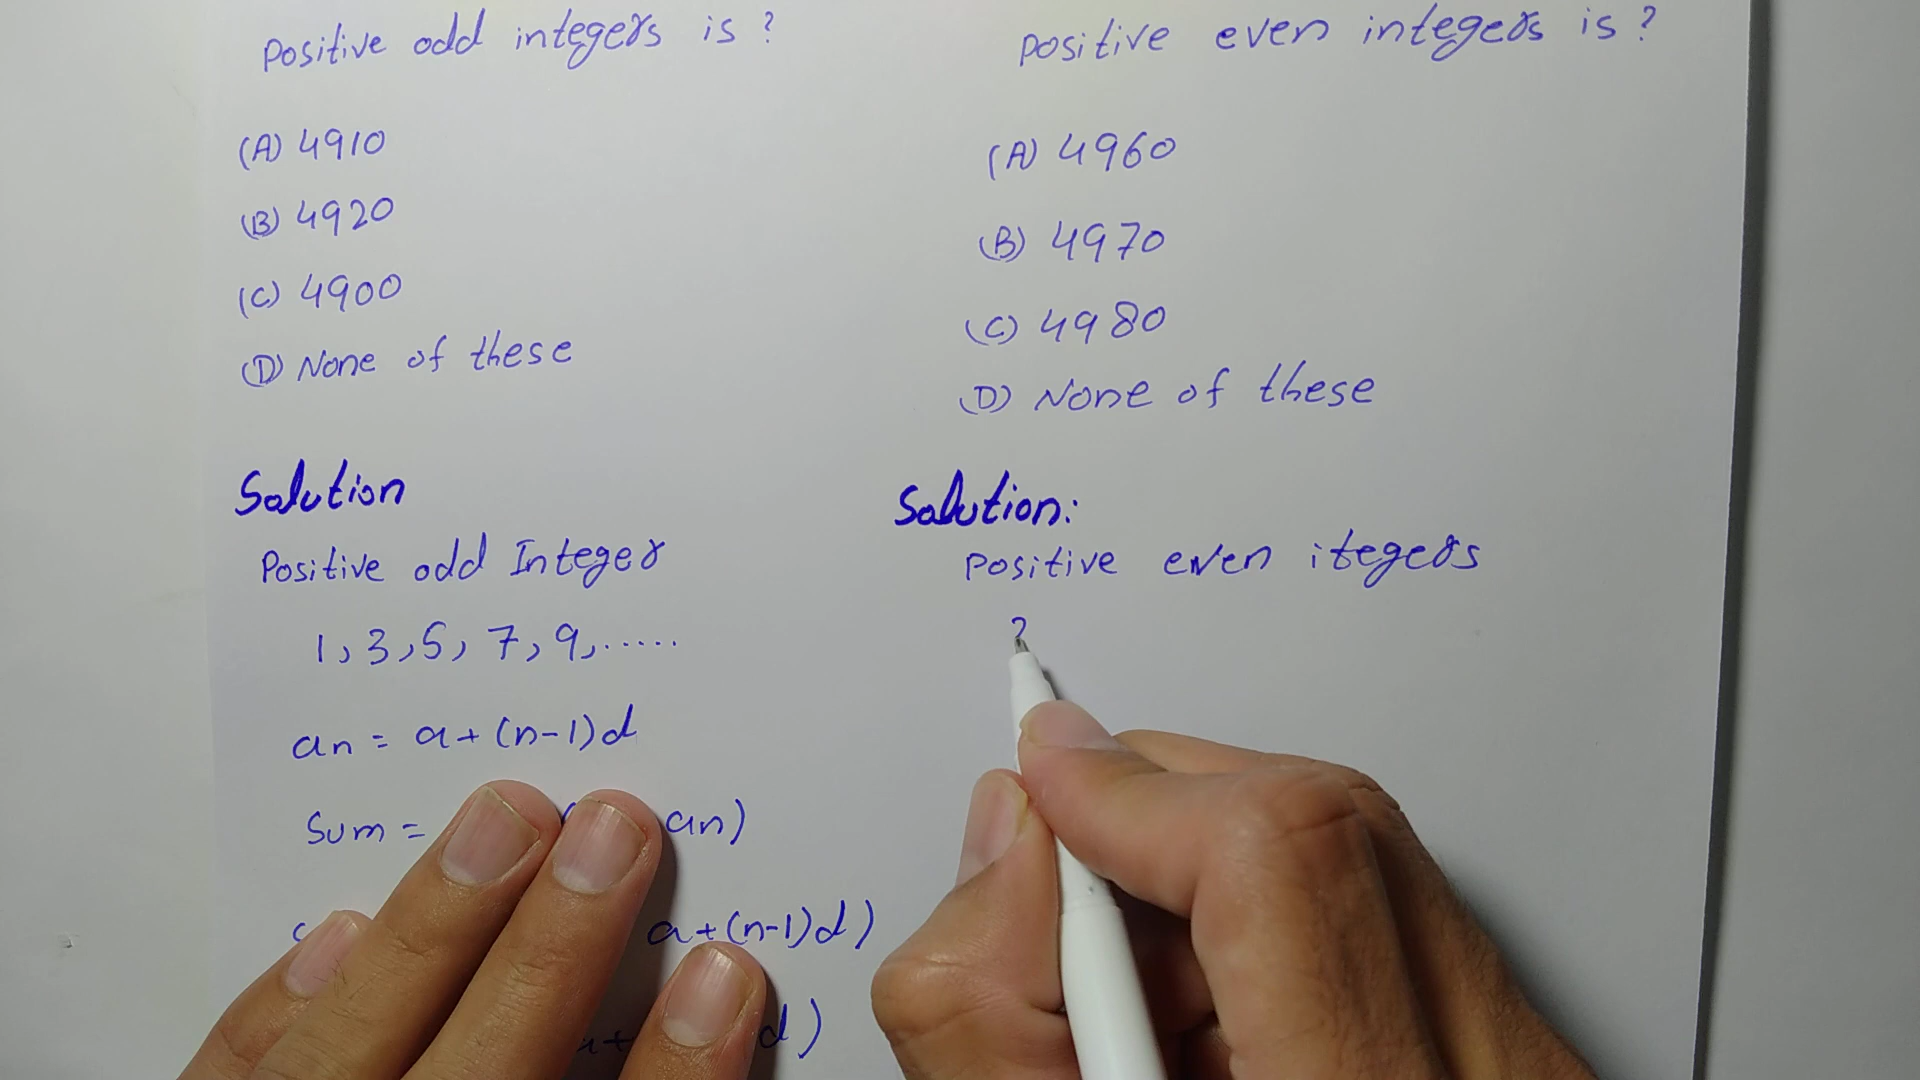 Positive odd integers is ?
(A) 4910
(B) 4920
(C) 4900
(D) None of these
Solution
Positive odd Integer
1, 3, 5, 7, 9, .....
an = a + (n-1)d
Sum = an)
a + (n-1)d)
d)
Positive even integers is ?
(A) 4960
(B) 4970
(C) 4980
(D) None of these
Solution:
Positive even itegers
2